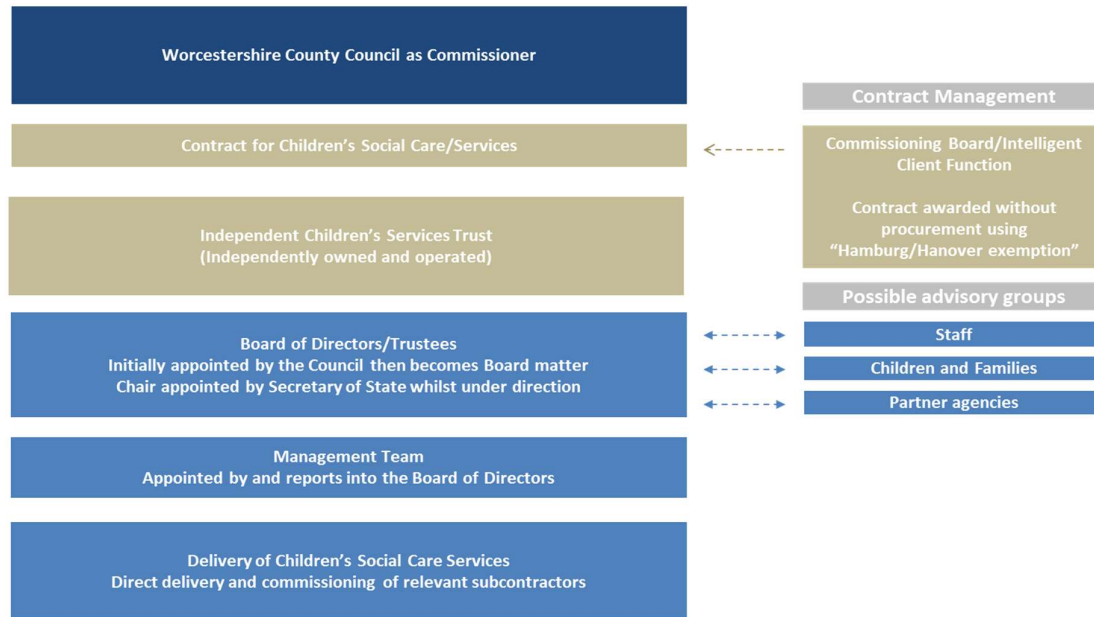 Worcestershire County Council as Commissioner
Contract Management
Contract for Children’s Social Care/Services
Commissioning Board/Intelligent
Client Function
Contract awarded without
procurement using
“Hamburg/Hanover exemption”
Independent Children’s Services Trust
(Independently owned and operated)
Possible advisory groups
Board of Directors/Trustees
Initially appointed by the Council then becomes Board matter
Chair appointed by Secretary of State whilst under direction
Staff
Children and Families
Partner agencies
Management Team
Appointed by and reports into the Board of Directors
Delivery of Children’s Social Care Services
Direct delivery and commissioning of relevant subcontractors